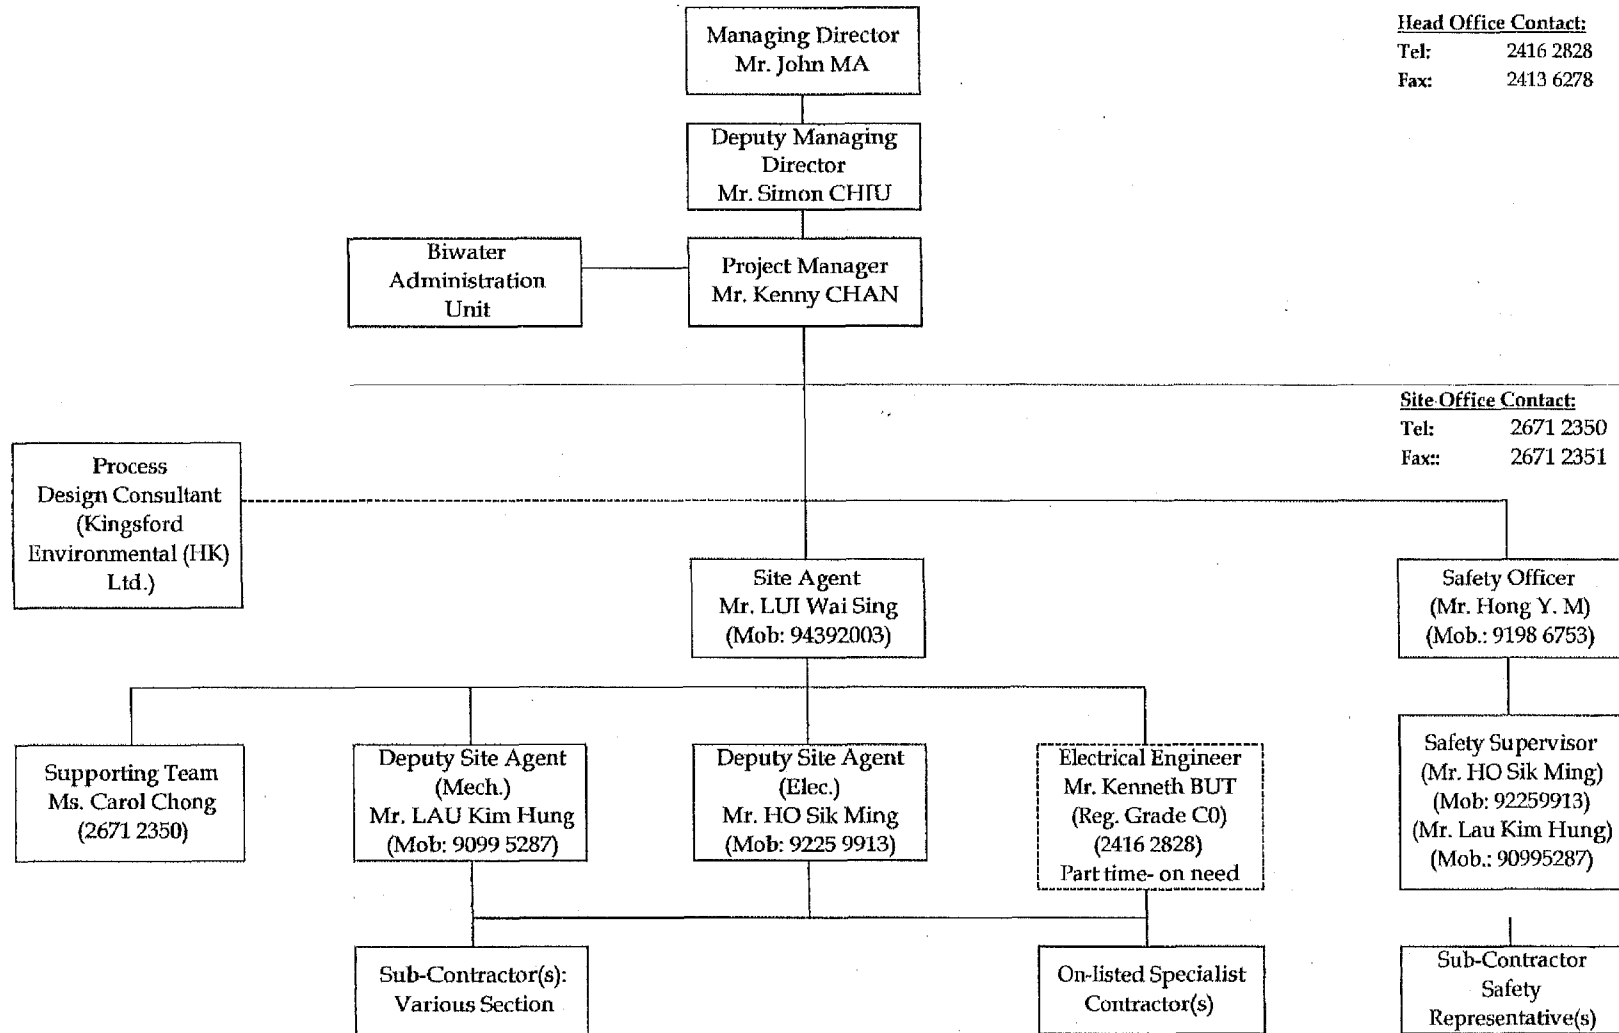 Managing Director
Mr. John MA
Head Office Contact:
Tel: 2416 2828
Fax: 2413 6278
Deputy Managing
Director
Mr. Simon CHIU
Biwater
Administration
Unit
Project Manager
Mr. Kenny CHAN
Site Office Contact:
Tel: 2671 2350
Fax:: 2671 2351
Process
Design Consultant
(Kingsford
Environmental (HK)
Ltd.)
Site Agent
Mr. LUI Wai Sing
(Mob: 94392003)
Safety Officer
(Mr. Hong Y. M)
(Mob.: 9198 6753)
Supporting Team
Ms. Carol Chong
(2671 2350)
Deputy Site Agent
(Mech.)
Mr. LAU Kim Hung
(Mob: 9099 5287)
Deputy Site Agent
(Elec.)
Mr. HO Sik Ming
(Mob: 9225 9913)
Electrical Engineer
Mr. Kenneth BUT
(Reg. Grade C0)
(2416 2828)
Part time- on need
Safety Supervisor
(Mr. HO Sik Ming)
(Mob: 92259913)
(Mr. Lau Kim Hung)
(Mob.: 90995287)
Sub-Contractor(s):
Various Section
On-listed Specialist
Contractor(s)
Sub-Contractor
Safety
Representative(s)